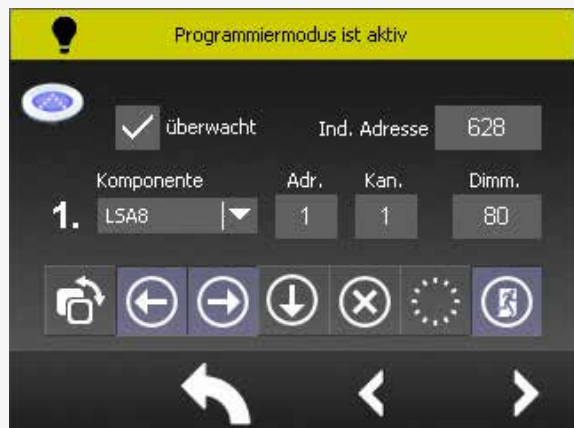 Programmiermodus ist aktiv
überwacht Ind. Adresse 628
Komponente Adr. Kan. Dimm.
1. LSA8 1 1 80